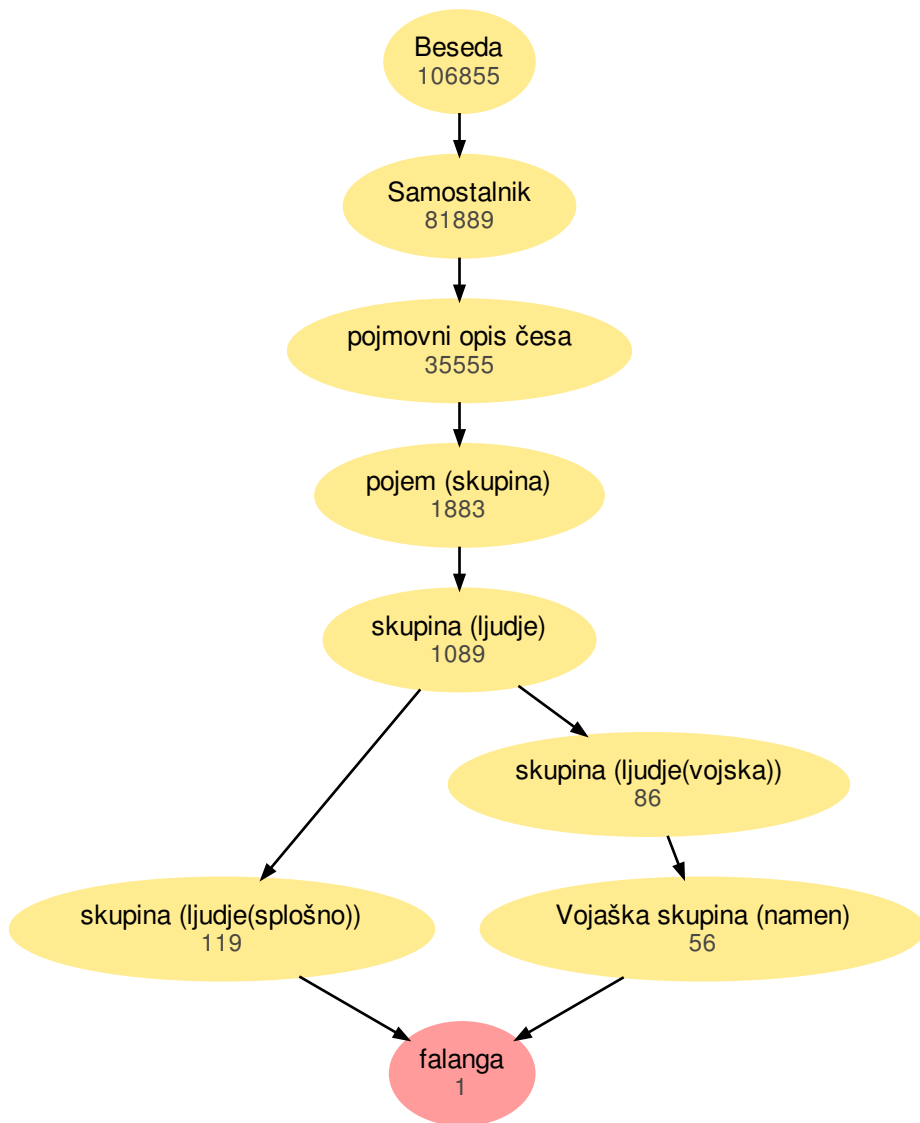 Beseda
106855
Samostalnik
81889
pojmovni opis česa
35555
pojem (skupina)
1883
skupina (ljudje)
1089
skupina (ljudje(vojska))
86
skupina (ljudje(splošno))
119
Vojaška skupina (namen)
56
falanga
1